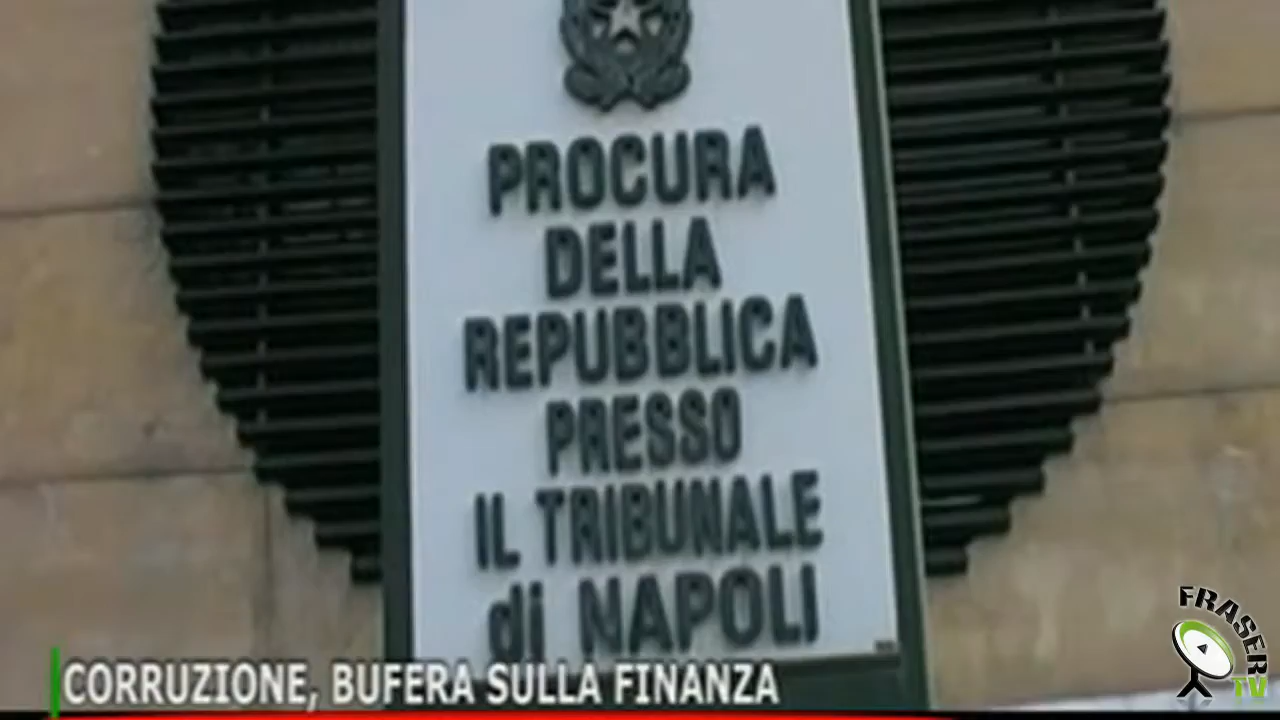 PROCURA
DELLA
REPUBBLICA
PRESSO
IL TRIBUNALE
di NAPOLI
CORRUZIONE, BUFERA SULLA FINANZA
FRASER
TV